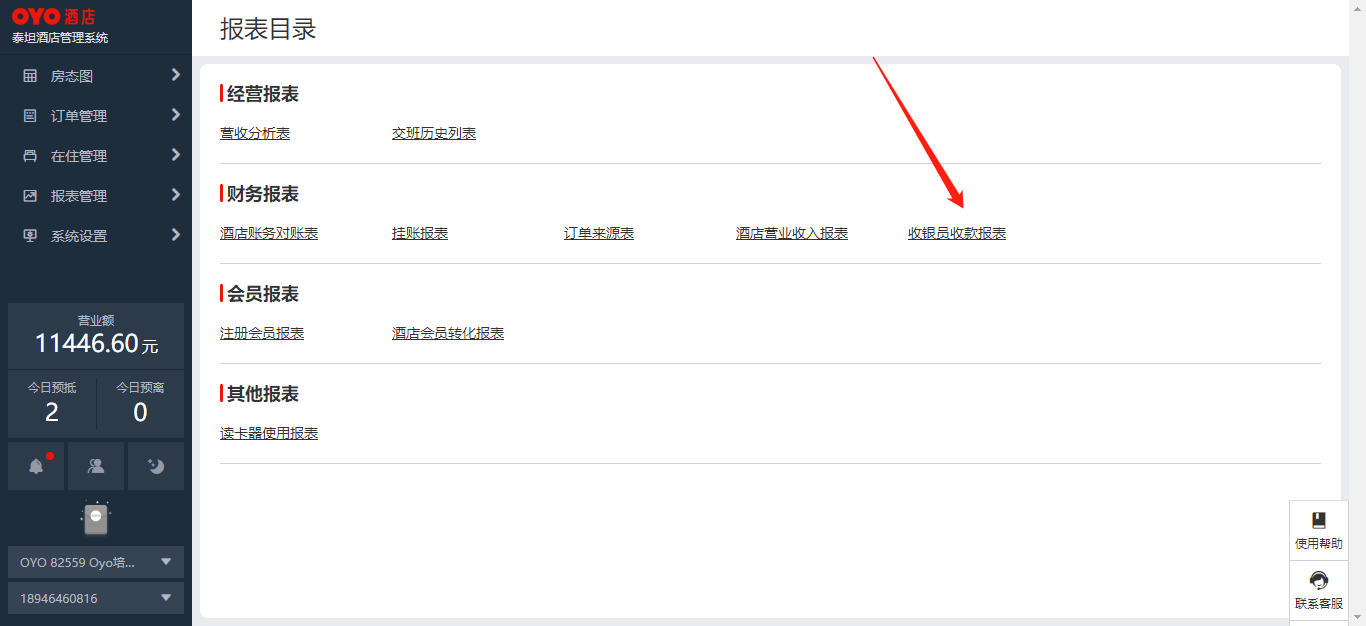 OYO 酒店
泰坦酒店管理系统
房态图
订单管理
在住管理
报表管理
系统设置
营业额
11446.60 元
今日预抵
2
今日预离
0
OYO 82559 Oyo培...
18946460816
报表目录
经营报表
营收分析表
交班历史列表
财务报表
酒店账务对账表
挂账报表
订单来源表
酒店营业收入报表
收银员收款报表
会员报表
注册会员报表
酒店会员转化报表
其他报表
读卡器使用报表
使用帮助
联系客服